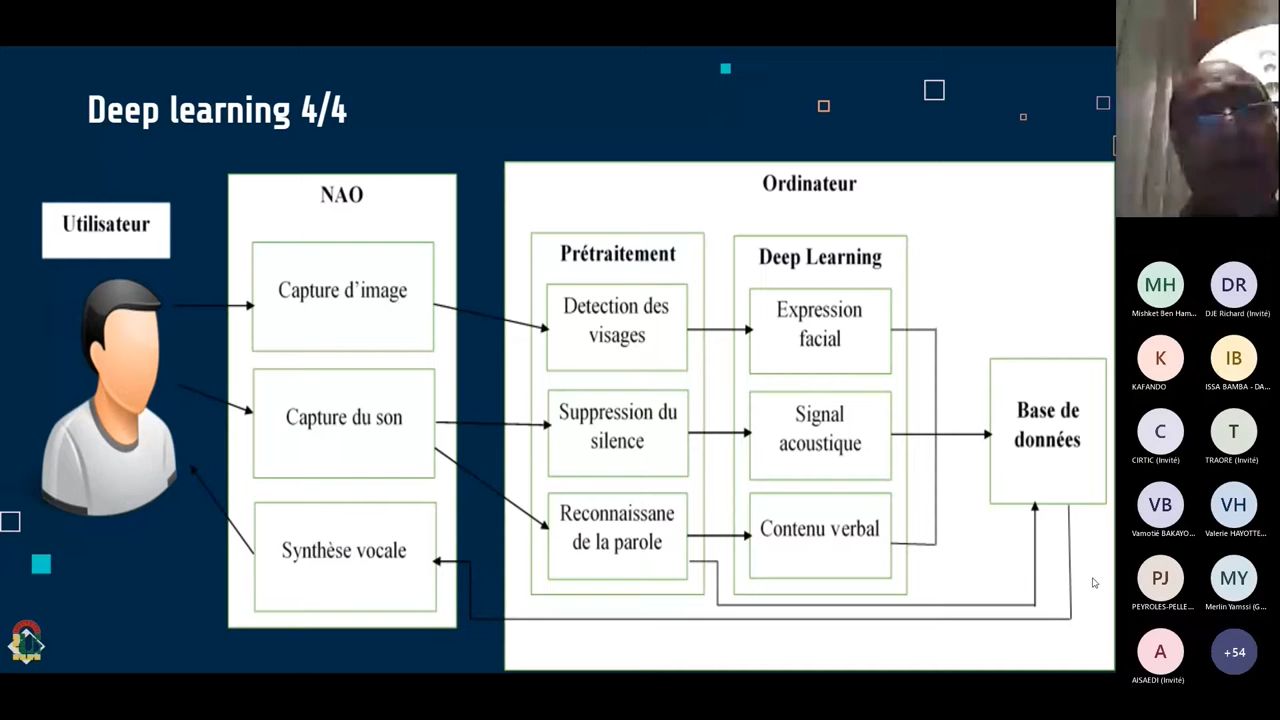 Deep learning 4/4
Utilisateur
NAO
Capture d’image
Capture du son
Synthèse vocale
Ordinateur
Prétraitement
Detection des
visages
Suppression du
silence
Reconnaissane
de la parole
Deep Learning
Expression
facial
Signal
acoustique
Contenu verbal
Base de
données
MH
Mishket Ben Ham...
DR
DJE Richard (Invité)
K
KAFANDO
IB
ISSA BAMBA - DA...
C
CIRTIC (Invité)
T
TRAORE (Invité)
VB
Vamotié BAKAYO...
VH
Valerie HAYOTTE...
PJ
PEYROLES-PELLE...
MY
Merlin Yamssi (G...
A
AISAEDI (Invité)
+54